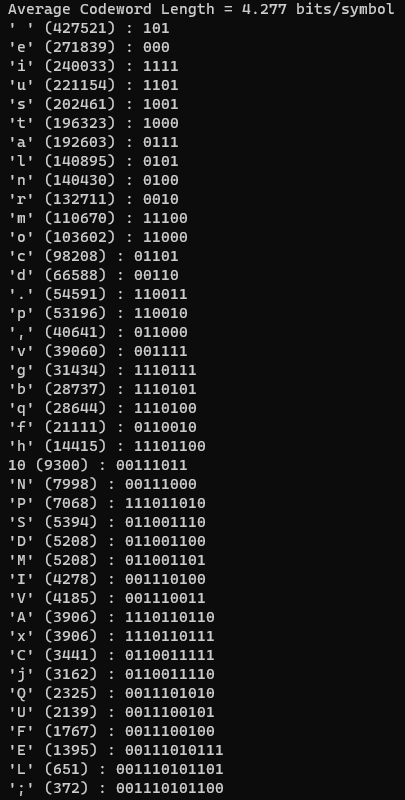 Average Codeword Length = 4.277 bits/symbol
' ' (427521) : 101
'e' (271839) : 000
'i' (240033) : 1111
'u' (221154) : 1101
's' (202461) : 1001
't' (196323) : 1000
'a' (192603) : 0111
'l' (140895) : 0101
'n' (140430) : 0100
'r' (132711) : 0010
'm' (110670) : 11100
'o' (103602) : 11000
'c' (98208) : 01101
'd' (66588) : 00110
'.' (54591) : 110011
'p' (53196) : 110010
',' (40641) : 011000
'v' (39060) : 001111
'g' (31434) : 1110111
'b' (28737) : 1110101
'q' (28644) : 1110100
'f' (21111) : 0110010
'h' (14415) : 11101100
10 (9300) : 00111011
'N' (7998) : 00111000
'P' (7068) : 111011010
'S' (5394) : 011001110
'D' (5208) : 011001100
'M' (5208) : 011001101
'I' (4278) : 001110100
'V' (4185) : 001110011
'A' (3906) : 1110110110
'x' (3906) : 1110110111
'C' (3441) : 0110011111
'j' (3162) : 0110011110
'Q' (2325) : 0011101010
'U' (2139) : 0011100101
'F' (1767) : 0011100100
'E' (1395) : 00111010111
'L' (651) : 001110101101
';' (372) : 001110101100